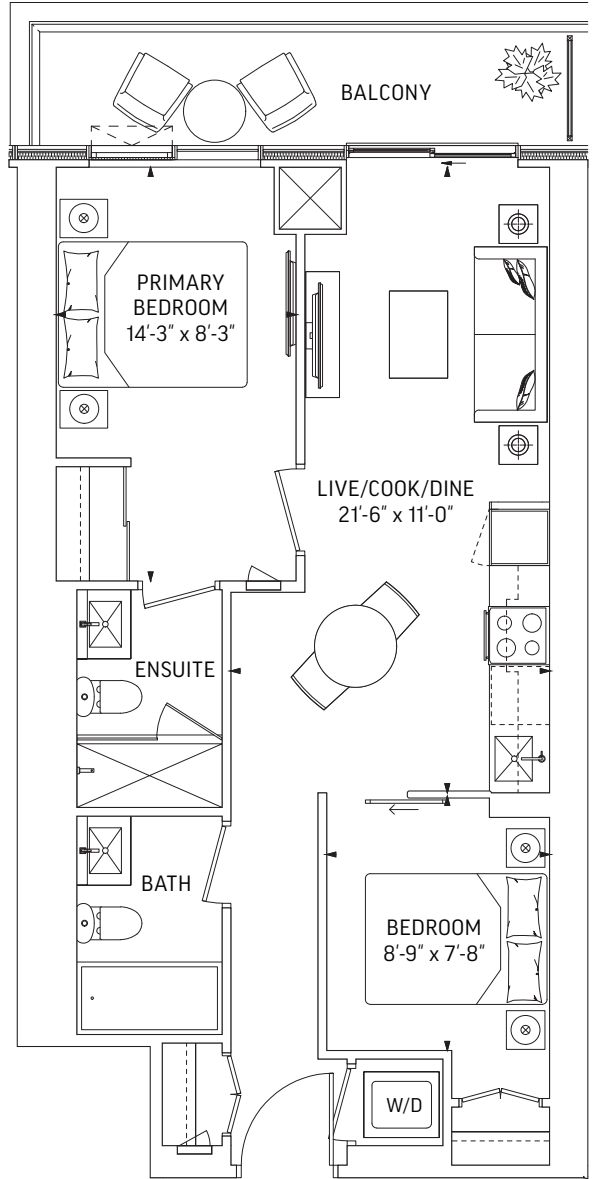 BALCONY
PRIMARY
BEDROOM
14'-3" x 8'-3"
LIVE/COOK/DINE
21'-6" x 11'-0"
ENSUITE
BATH
BEDROOM
8'-9" x 7'-8"
W/D